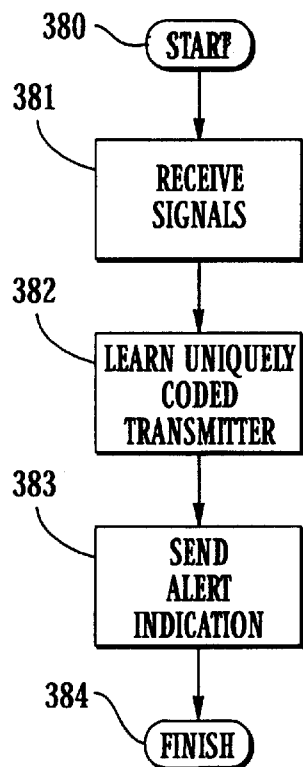 380
START
381
RECEIVE
SIGNALS
382
LEARN UNIQUELY
CODED
TRANSMITTER
383
SEND
ALERT
INDICATION
384
FINISH